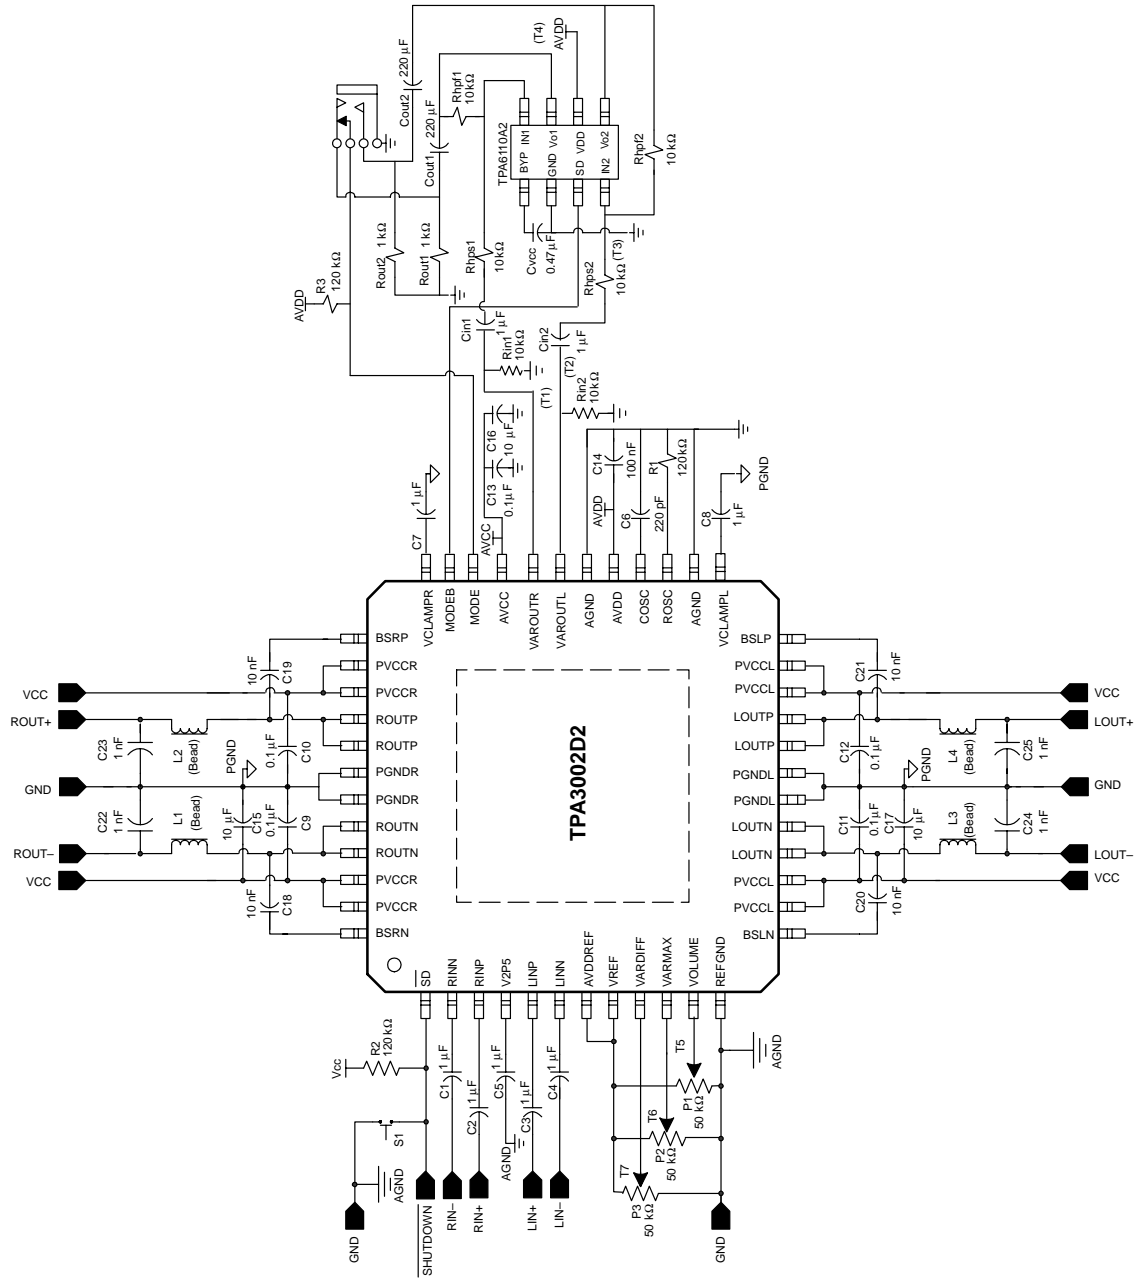 220 μF
Cout2
220 μF
Cout1
Rhpf1
10 kΩ
(T4)
AVDD
TPA6110A2
BYP IN1
GND Vo1
SD VDD
IN2 Vo2
Rhpf2
10 kΩ
AVDD
R3
120 kΩ
Rout2 1 kΩ
Rout1 1 kΩ
Rhps1
10 kΩ
Cvcc
0.47 μF
Rhps2
10 kΩ
(T3)
Cin1
1 μF
Rin1
10 kΩ
Cin2
1 μF
(T1)
(T2)
Rin2
10 kΩ
C7
1 μF
AVCC
C13
0.1 μF
C16
10 μF
AVDD
C14
100 nF
C6
220 pF
R1
120 kΩ
C8
1 μF
PGND
VCLAMPR
MODEB
MODE
AVCC
VAROUTR
VAROUTL
AGND
AVDD
COSC
ROSC
AGND
VCLAMPL
VCC
ROUT+
GND
ROUT–
VCC
C23
1 nF
C22
1 nF
L2
(Bead)
L1
(Bead)
PGND
10 μF
C15
10 nF
C19
0.1 μF
C10
0.1 μF
C9
10 nF
C18
BSRP
PVCCR
PVCCR
ROUTP
ROUTP
PGNDR
PGNDR
ROUTN
ROUTN
PVCCR
PVCCR
BSRN
TPA3002D2
BSLP
PVCCL
PVCCL
LOUTP
LOUTP
PGNDL
PGNDL
LOUTN
LOUTN
PVCCL
PVCCL
BSLN
C21
10 nF
C12
0.1 μF
C11
0.1 μF
C20
10 nF
PGND
C17
10 μF
L4
(Bead)
L3
(Bead)
C25
1 nF
C24
1 nF
VCC
LOUT+
GND
LOUT–
VCC
SD
RINN
RINP
V2P5
LINP
LINN
AVDDREF
VREF
VARDIFF
VARMAX
VOLUME
REFGND
Vcc
R2
120 kΩ
S1
AGND
GND
SHUTDOWN
C1
1 μF
RIN–
C2
1 μF
RIN+
C5
1 μF
AGND
C3
1 μF
LIN+
C4
1 μF
LIN–
T5
P1
50 kΩ
T6
P2
50 kΩ
T7
P3
50 kΩ
AGND
GND